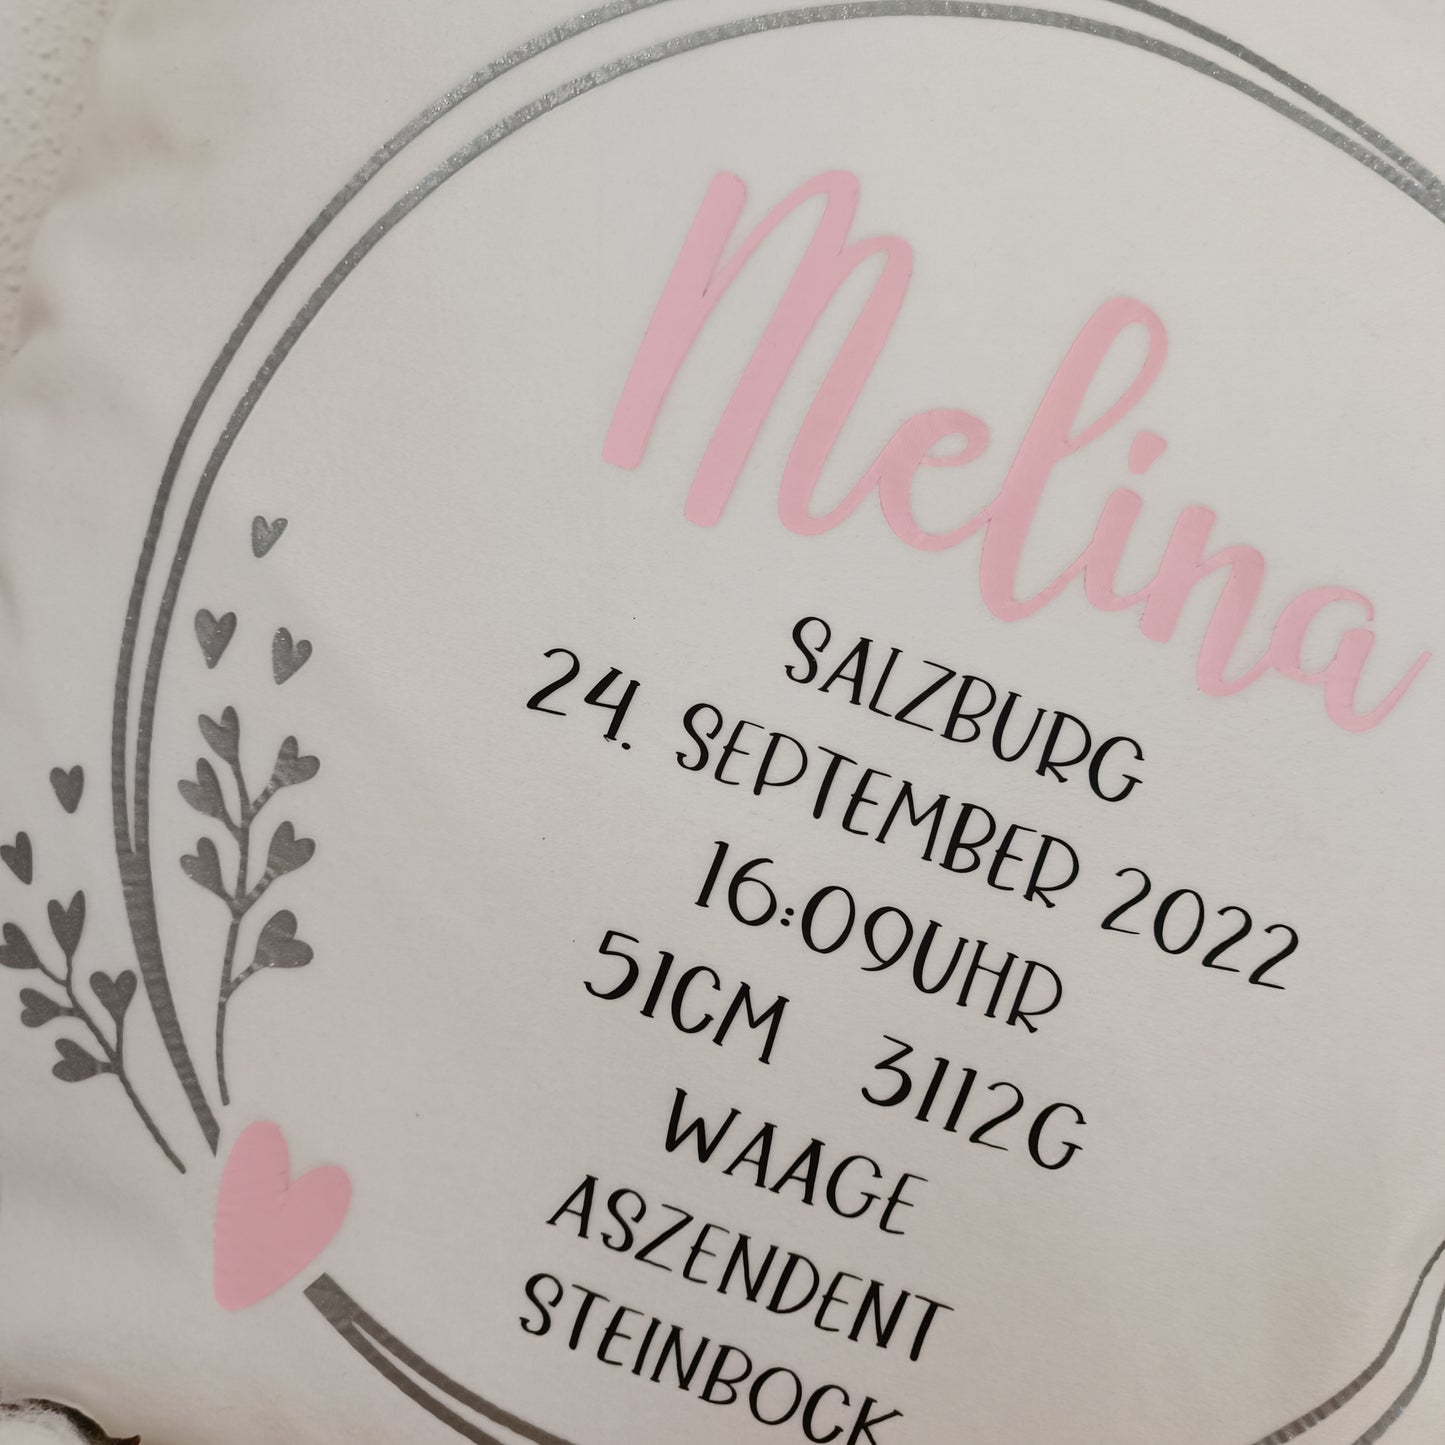 Melina
SALZBURG
24. SEPTEMBER 2022
16:09UHR
51CM 3112G
WAAGE
ASZENDENT
STEINBOCK